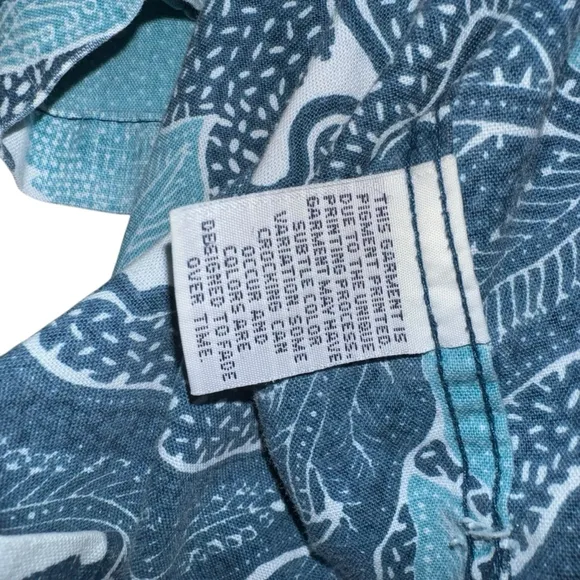 THIS GARMENT IS
PIGMENT PRINTED.
DUE TO THE UNIQUE
PRINTING PROCESS:
GARMENT MAY HAVE
SUBTLE COLOR
VARIATION. SOME
CROCKING CAN
OCCUR AND
COLORS ARE
DESIGNED TO FADE
OVER TIME